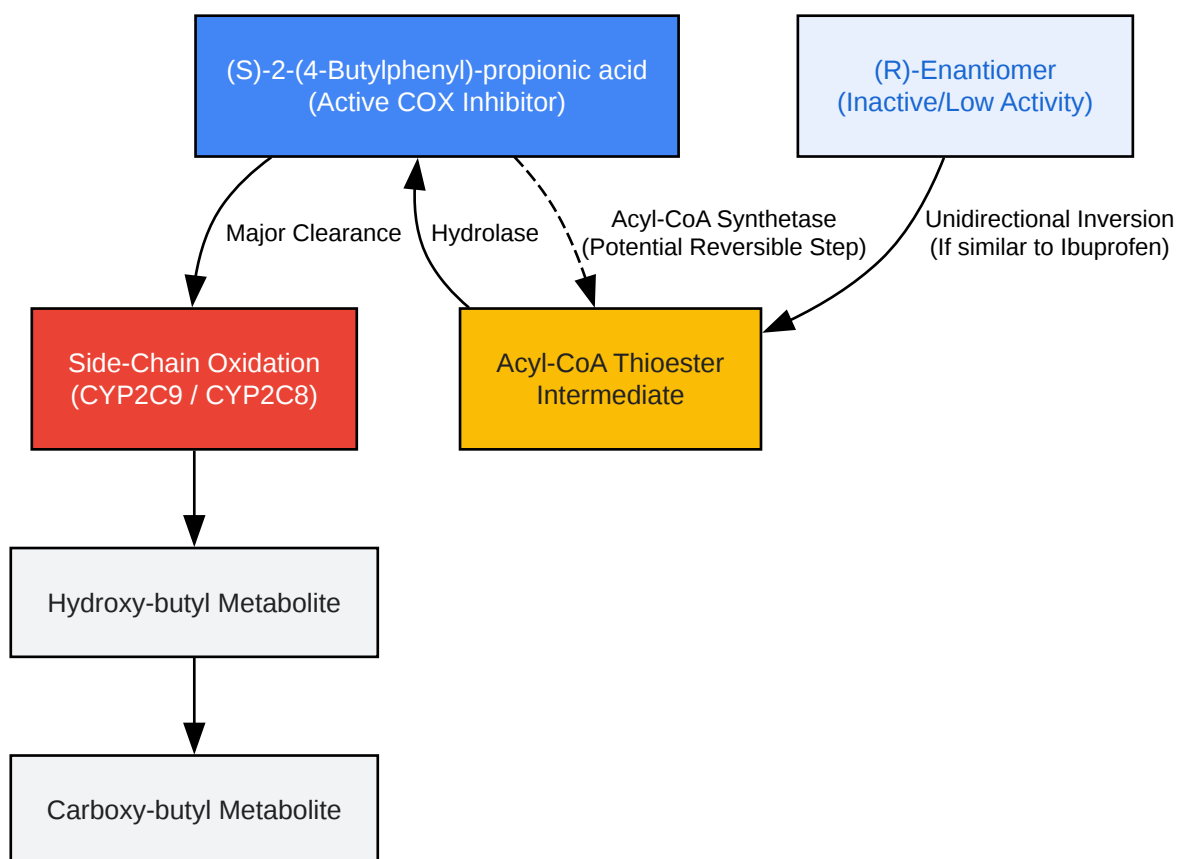 (S)-2-(4-Butylphenyl)-propionic acid
(Active COX Inhibitor)
(R)-Enantiomer
(Inactive/Low Activity)
Major Clearance
Hydrolase
Acyl-CoA Synthetase
(Potential Reversible Step)
Unidirectional Inversion
(If similar to Ibuprofen)
Side-Chain Oxidation
(CYP2C9 / CYP2C8)
Acyl-CoA Thioester
Intermediate
Hydroxy-butyl Metabolite
Carboxy-butyl Metabolite